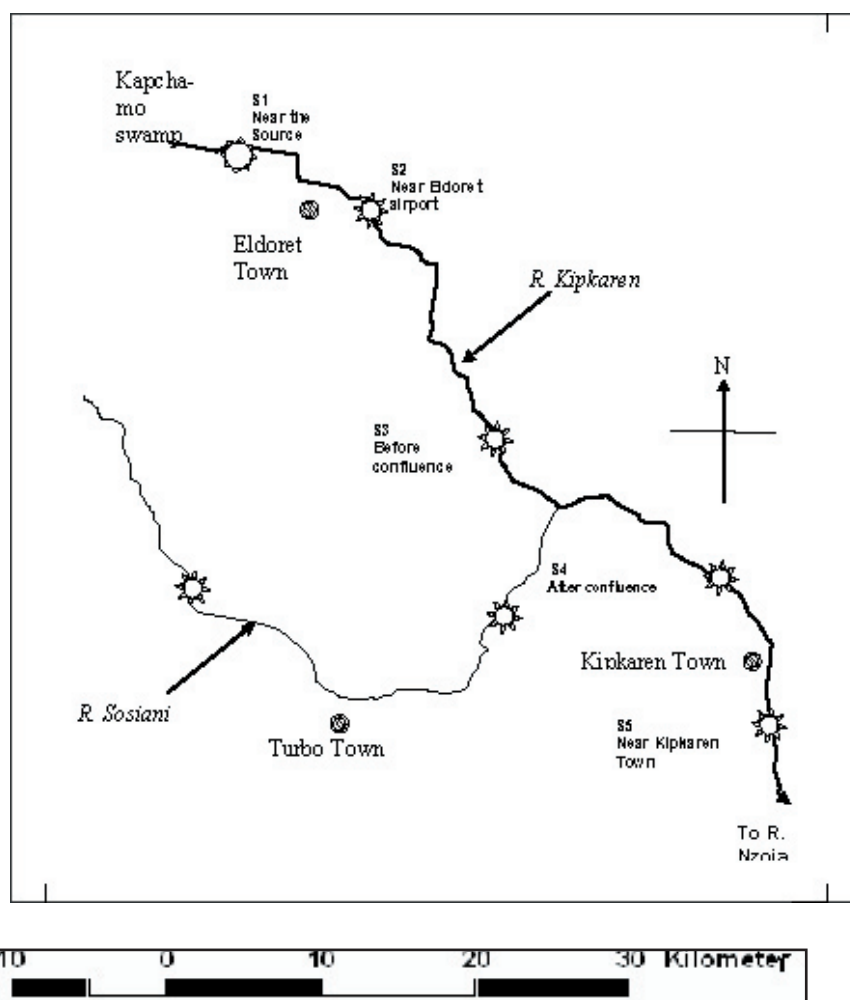 Kapcha-
mo
swamp
S1
Near the
Source
S2
Near Eldoret
airport
Eldoret
Town
R. Kipkaren
N
S3
Before
confluence
S4
After confluence
Kipkaren Town
R. Sosiani
Turbo Town
S5
Near Kipkaren
Town
To R.
Nzoia
10 0 10 20 30 Kilometer